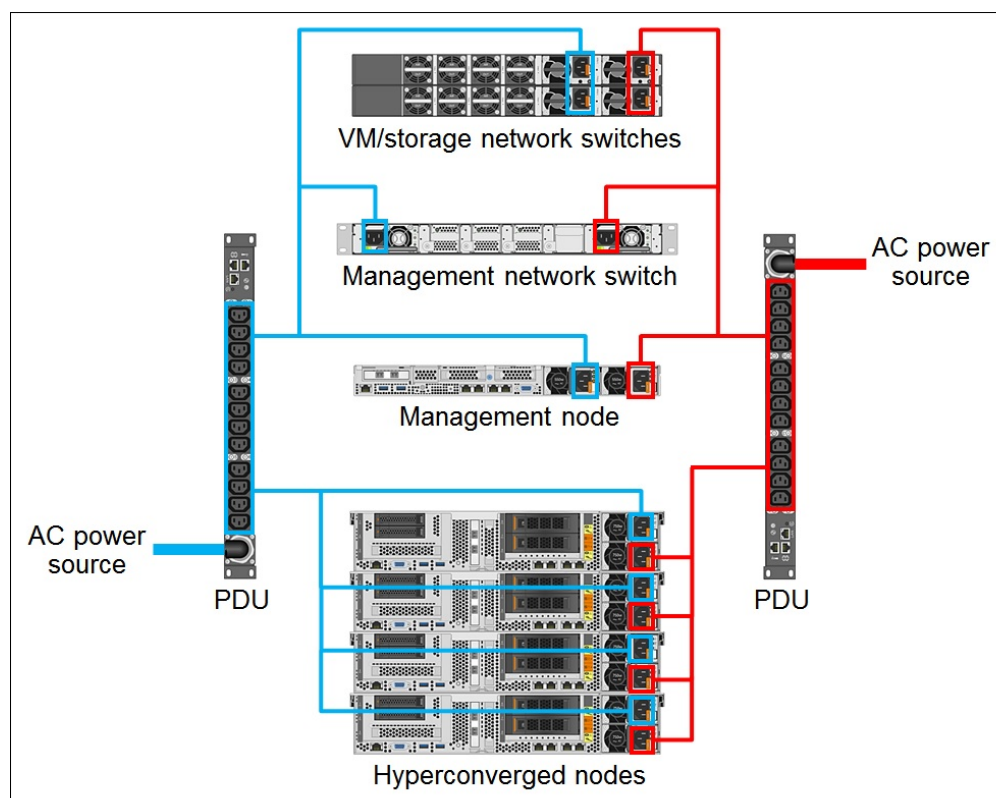 VM/storage network switches
Management network switch
AC power
source
Management node
AC power
source
PDU
PDU
Hyperconverged nodes